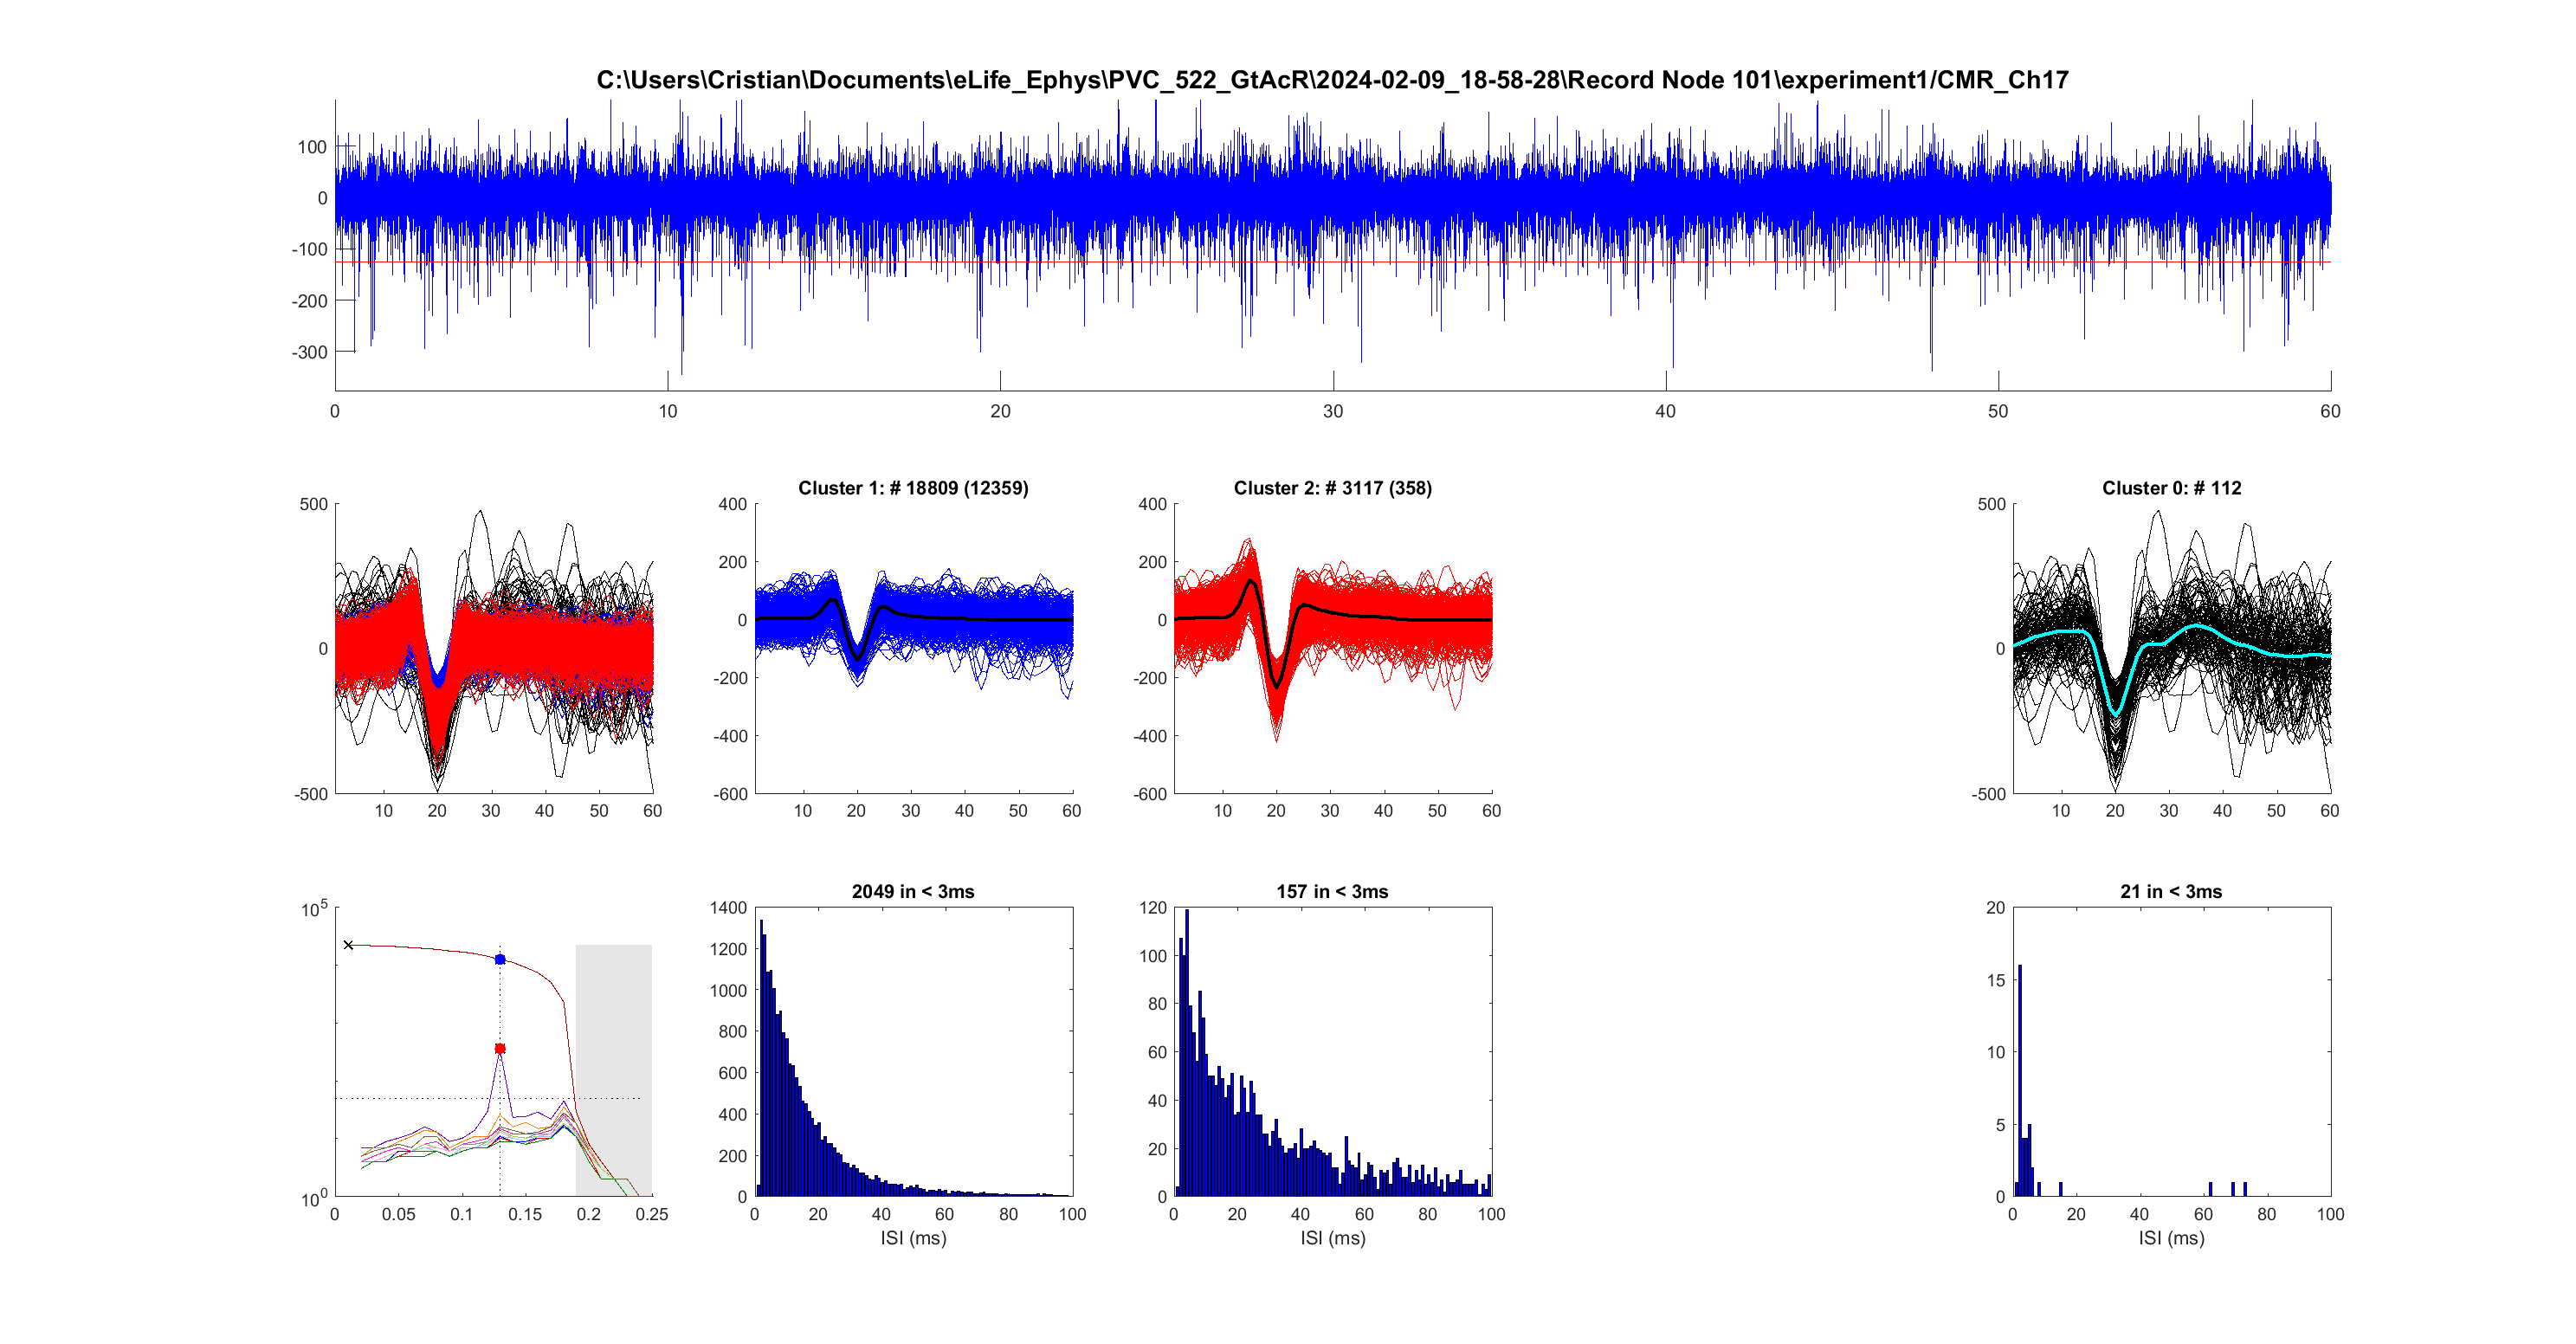 C:\Users\Cristian\Documents\eLife_Ephys\PVC_522_GtAcR\2024-02-09_18-58-28\Record Node 101\experiment1/CMR_Ch17
100
0
-100
-200
-300
0 10 20 30 40 50 60
Cluster 1: # 18809 (12359)
Cluster 2: # 3117 (358)
Cluster 0: # 112
500
0
-500
10 20 30 40 50 60
400
200
0
-200
-400
-600
10 20 30 40 50 60
400
200
0
-200
-400
-600
10 20 30 40 50 60
500
0
-500
10 20 30 40 50 60
10^5
10^0
0 0.05 0.1 0.15 0.2 0.25
2049 in < 3ms
1400
1200
1000
800
600
400
200
0
0 20 40 60 80 100
ISI (ms)
157 in < 3ms
120
100
80
60
40
20
0
0 20 40 60 80 100
ISI (ms)
21 in < 3ms
20
15
10
5
0
0 20 40 60 80 100
ISI (ms)